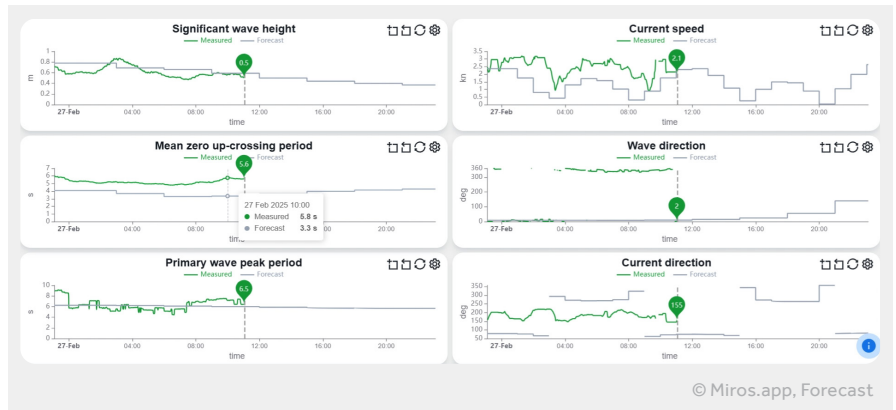 Significant wave height
Measured Forecast
0.5
1
0.8
0.6
0.4
0.2
0
m
27-Feb 04:00 08:00 12:00 16:00 20:00
time
Current speed
Measured Forecast
2.1
3.5
3
2.5
2
1.5
1
0.5
0
kn
27-Feb 04:00 08:00 12:00 16:00 20:00
time
Mean zero up-crossing period
Measured Forecast
5.6
7
6
5
4
3
2
1
0
s
27 Feb 2025 10:00
Measured 5.8 s
Forecast 3.3 s
27-Feb 04:00 08:00
time
20:00
Wave direction
Measured Forecast
360
300
200
100
0
deg
2
27-Feb 04:00 08:00 12:00 16:00 20:00
time
Primary wave peak period
Measured Forecast
6.5
10
8
6
4
2
0
s
27-Feb 04:00 08:00 12:00 16:00 20:00
time
Current direction
Measured Forecast
155
350
300
250
200
150
100
50
deg
27-Feb 04:00 08:00 12:00 16:00 20:00
time
i
© Miros.app, Forecast